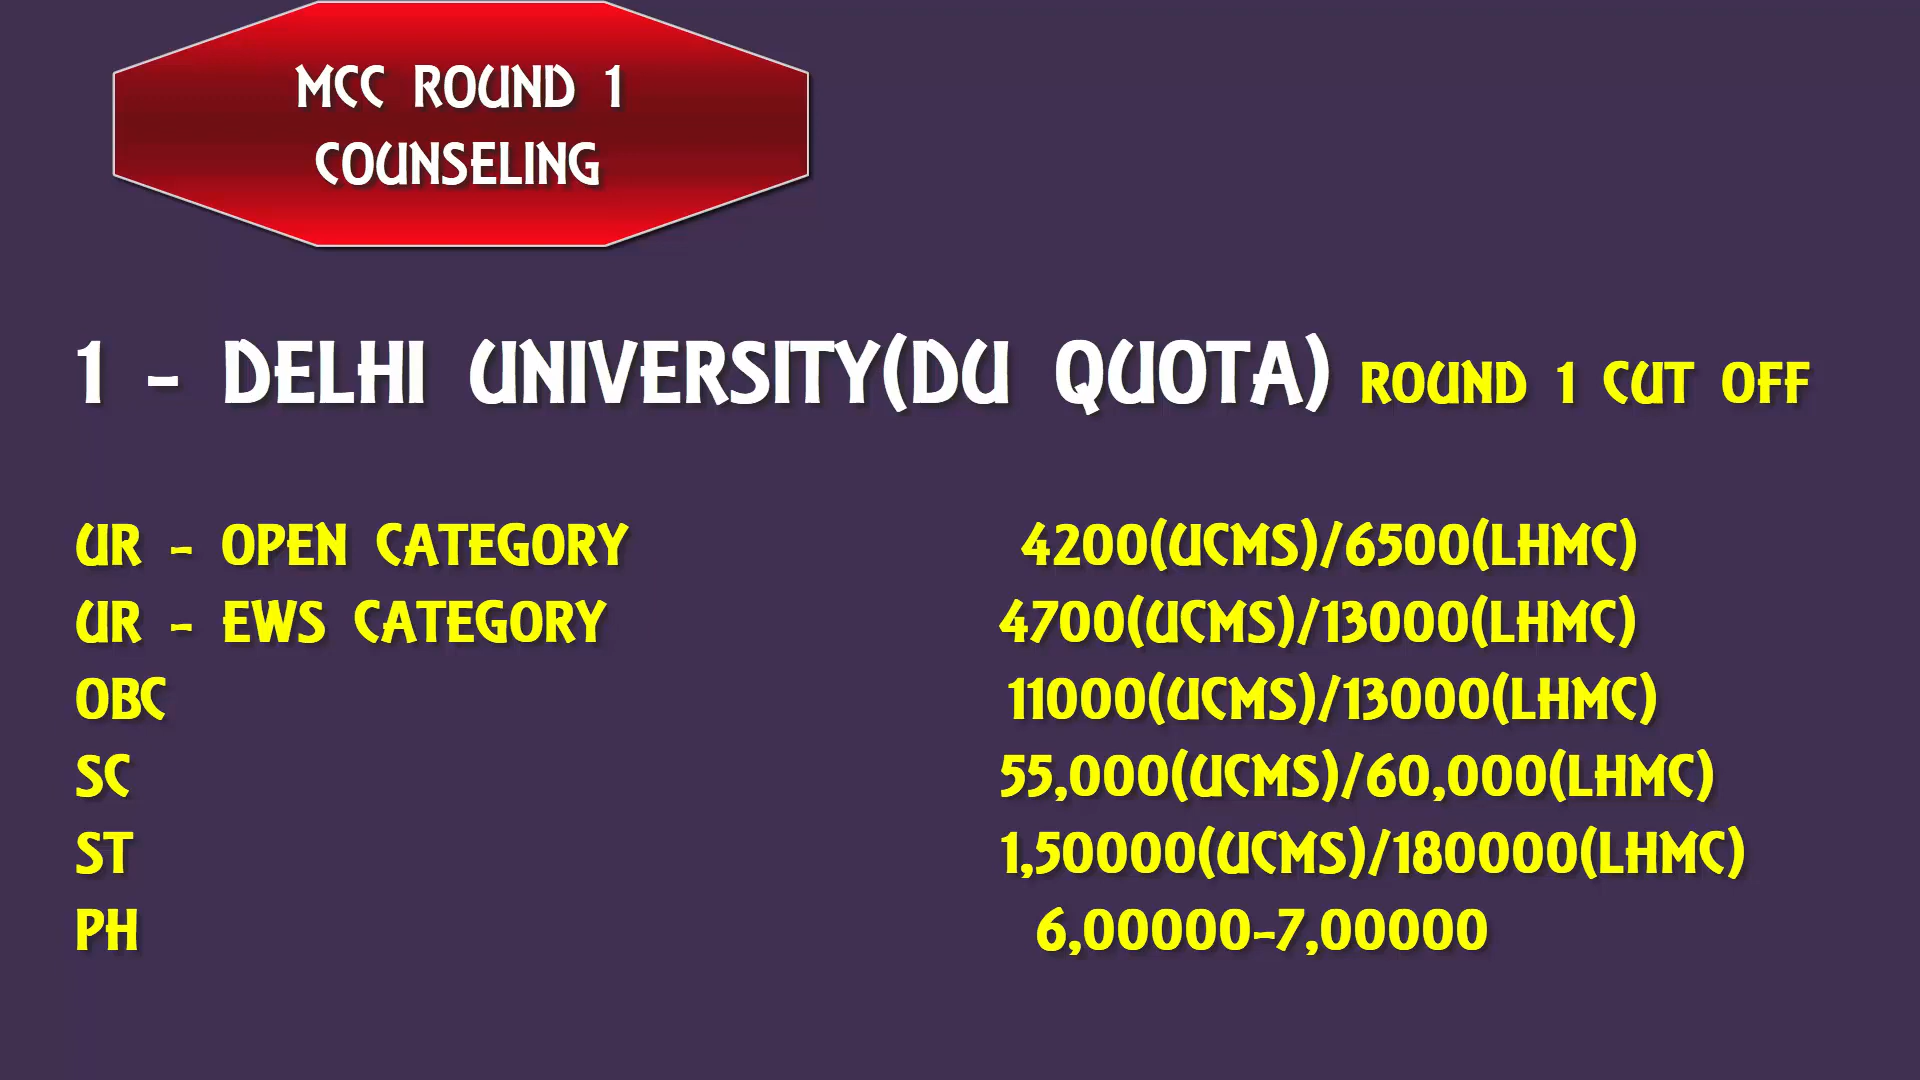 MCC ROUND 1
COUNSELING
1 - DELHI UNIVERSITY(DU QUOTA) ROUND 1 CUT OFF
UR - OPEN CATEGORY 4200(UCMS)/6500(LHMC)
UR - EWS CATEGORY 4700(UCMS)/13000(LHMC)
OBC 11000(UCMS)/13000(LHMC)
SC 55,000(UCMS)/60,000(LHMC)
ST 1,50000(UCMS)/180000(LHMC)
PH 6,00000-7,00000